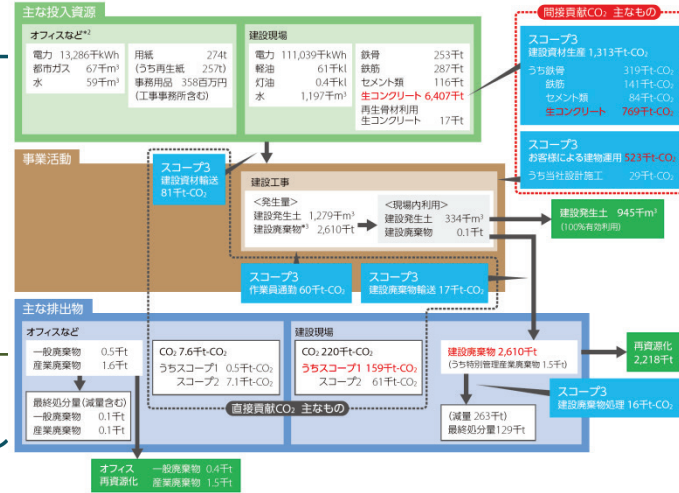 主な投入資源
オフィスなど*2
電力 13,286千kWh
都市ガス 67千m³
水 59千m³
用紙 274t
(うち再生紙 257t)
事務用品 358百万円
(工事事務所含む)
建設現場
電力 111,039千kWh
軽油 61千kl
灯油 0.4千kl
水 1,197千m³
鉄骨 253千t
鉄筋 287千t
セメント類 116千t
生コンクリート 6,407千t
再生骨材利用
生コンクリート 17千t
間接貢献CO₂ 主なもの
スコープ3
建設資材生産 1,313千t-CO₂
うち鉄骨 319千t-CO₂
鉄筋 141千t-CO₂
セメント類 84千t-CO₂
生コンクリート 769千t-CO₂
スコープ3
お客様による建物運用 523千t-CO₂
うち当社設計施工 29千t-CO₂
事業活動
スコープ3
建設資材輸送
81千t-CO₂
建設工事
<発生量>
建設発生土 1,279千m³
建設廃棄物*3 2,610千t
<現場内利用>
建設発生土 334千m³
建設廃棄物 0.1千t
建設発生土 945千m³
(100%有効利用)
スコープ3
作業員通勤 60千t-CO₂
スコープ3
建設廃棄物輸送 17千t-CO₂
主な排出物
オフィスなど
一般廃棄物 0.5千t
産業廃棄物 1.6千t
最終処分量(減量含む)
一般廃棄物 0.1千t
産業廃棄物 0.1千t
CO₂ 7.6千t-CO₂
うちスコープ1 0.5千t-CO₂
スコープ2 7.1千t-CO₂
建設現場
CO₂ 220千t-CO₂
うちスコープ1 159千t-CO₂
スコープ2 61千t-CO₂
直接貢献CO₂ 主なもの
建設廃棄物 2,610千t
(うち特別管理産業廃棄物 1.5千t)
(減量 263千t)
最終処分量129千t
再資源化
2,218千t
スコープ3
建設廃棄物処理 16千t-CO₂
オフィス
再資源化
一般廃棄物 0.4千t
産業廃棄物 1.5千t